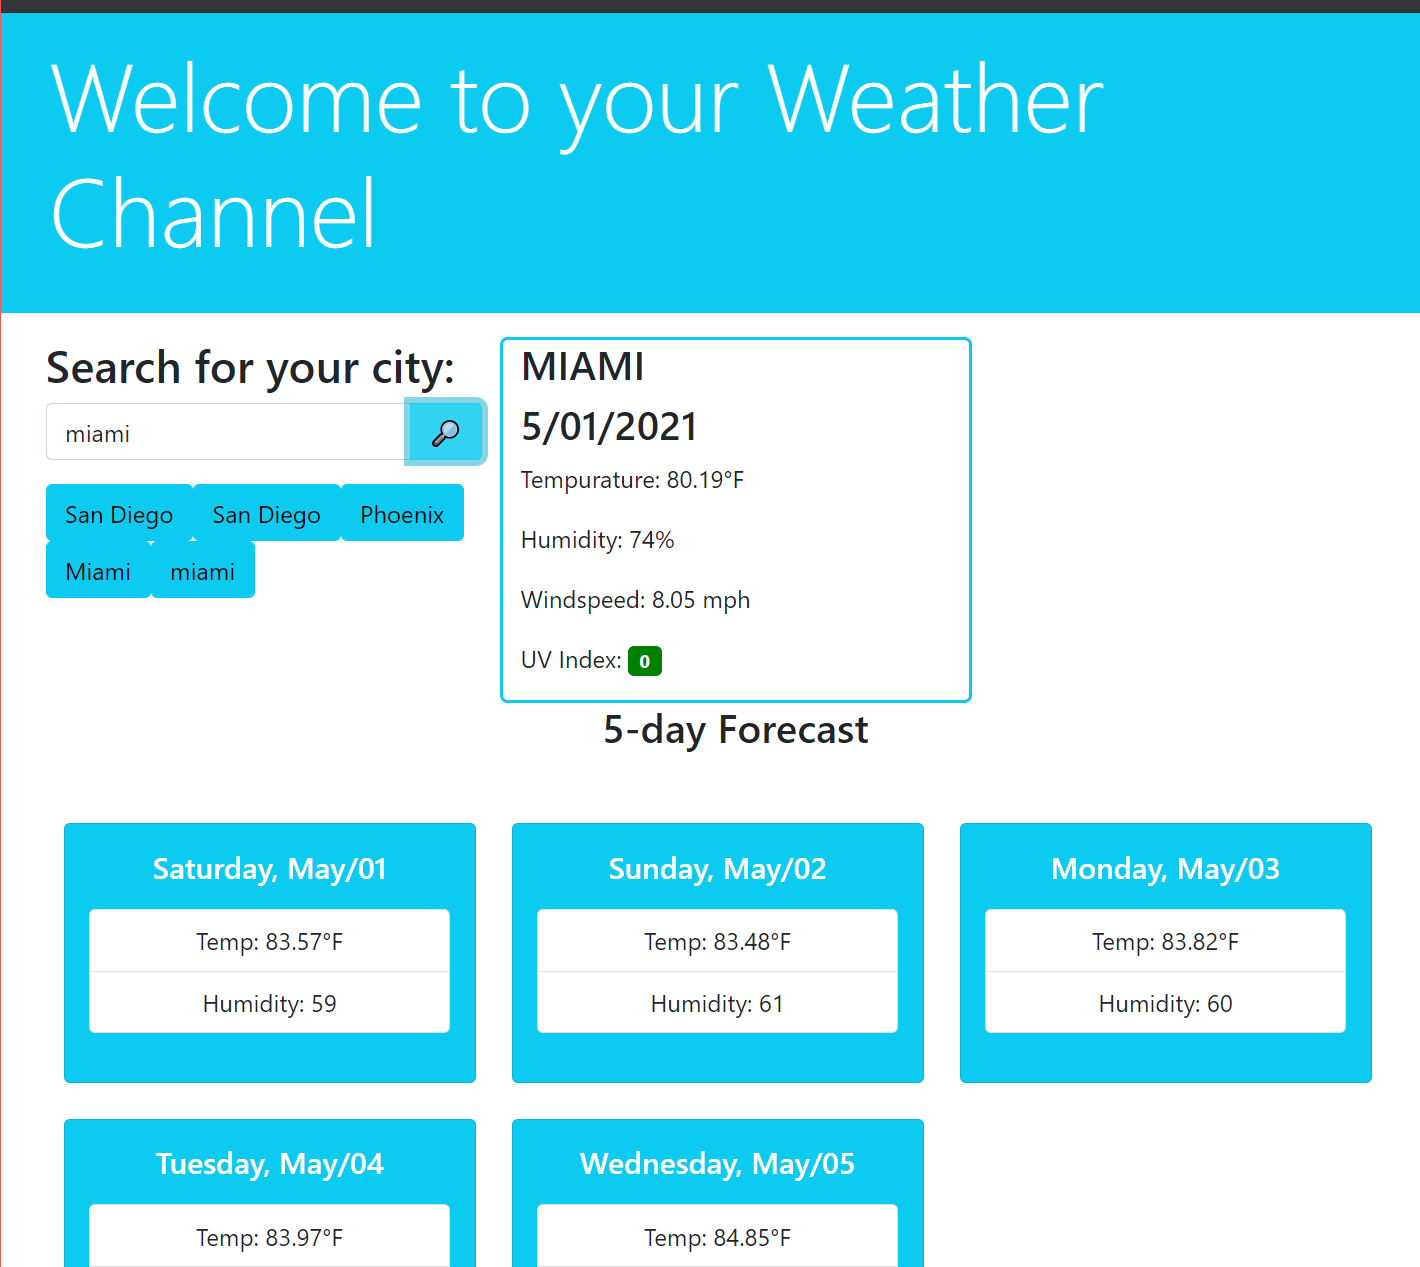 Welcome to your Weather
Channel
Search for your city:
miami
San Diego San Diego Phoenix
Miami miami
MIAMI
5/01/2021
Tempurature: 80.19°F
Humidity: 74%
Windspeed: 8.05 mph
UV Index: 0
5-day Forecast
Saturday, May/01
Temp: 83.57°F
Humidity: 59
Sunday, May/02
Temp: 83.48°F
Humidity: 61
Monday, May/03
Temp: 83.82°F
Humidity: 60
Tuesday, May/04
Temp: 83.97°F
Wednesday, May/05
Temp: 84.85°F